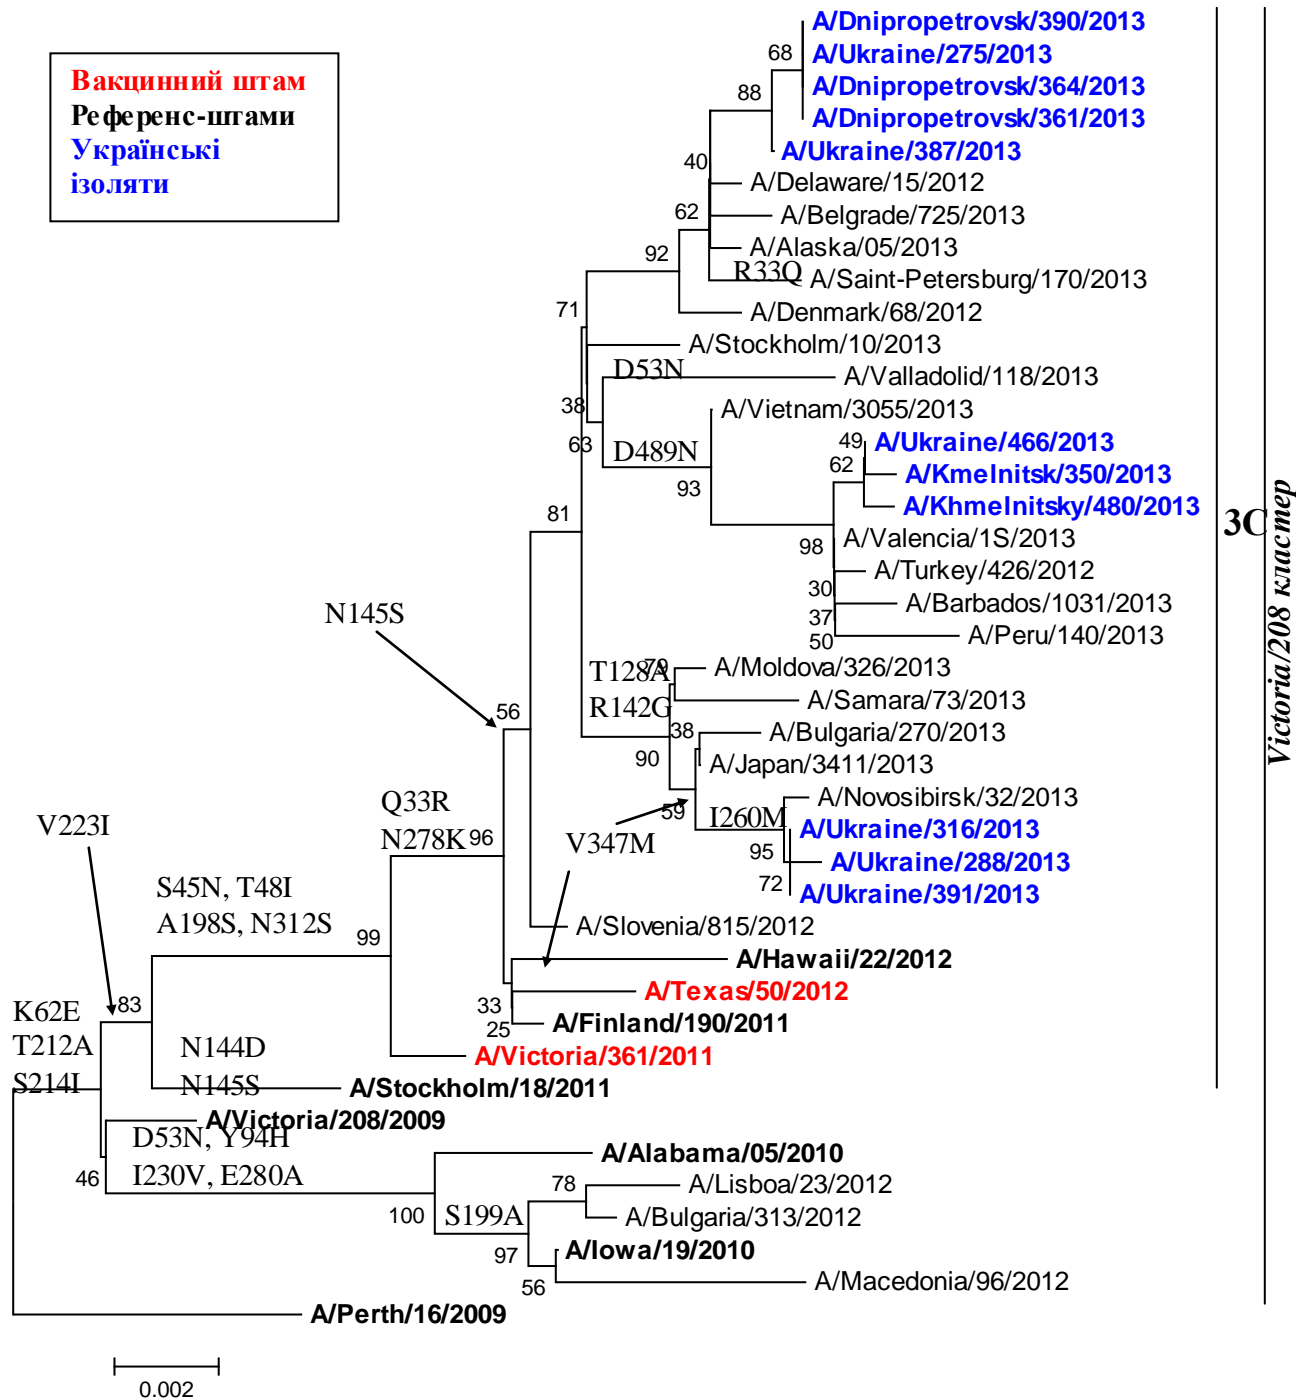 Вакцинний штам
Референс-штами
Українські
ізоляти
A/Dnipropetrovsk/390/2013
68
A/Ukraine/275/2013
A/Dnipropetrovsk/364/2013
88
A/Dnipropetrovsk/361/2013
A/Ukraine/387/2013
40
A/Delaware/15/2012
62
A/Belgrade/725/2013
92
A/Alaska/05/2013
R33Q
A/Saint-Petersburg/170/2013
71
A/Denmark/68/2012
A/Stockholm/10/2013
D53N
A/Valladolid/118/2013
38
A/Vietnam/3055/2013
63
D489N
49
A/Ukraine/466/2013
62
A/Kmelnitsk/350/2013
93
A/Khmelnitsky/480/2013
81
98
A/Valencia/1S/2013
A/Turkey/426/2012
30
A/Barbados/1031/2013
37
50
A/Peru/140/2013
3C
Victoria/208 кластер
N145S
T128A
79
A/Moldova/326/2013
R142G
A/Samara/73/2013
56
38
A/Bulgaria/270/2013
90
A/Japan/3411/2013
59
A/Novosibirsk/32/2013
I260M
A/Ukraine/316/2013
95
A/Ukraine/288/2013
72
A/Ukraine/391/2013
V223I
Q33R
N278K
96
V347M
S45N, T48I
A198S, N312S
99
A/Slovenia/815/2012
A/Hawaii/22/2012
A/Texas/50/2012
33
25
A/Finland/190/2011
K62E
T212A
S214I
83
N144D
N145S
A/Victoria/361/2011
A/Stockholm/18/2011
A/Victoria/208/2009
D53N, Y94H
I230V, E280A
46
A/Alabama/05/2010
78
A/Lisboa/23/2012
100
S199A
A/Bulgaria/313/2012
97
A/Iowa/19/2010
56
A/Macedonia/96/2012
A/Perth/16/2009
0.002